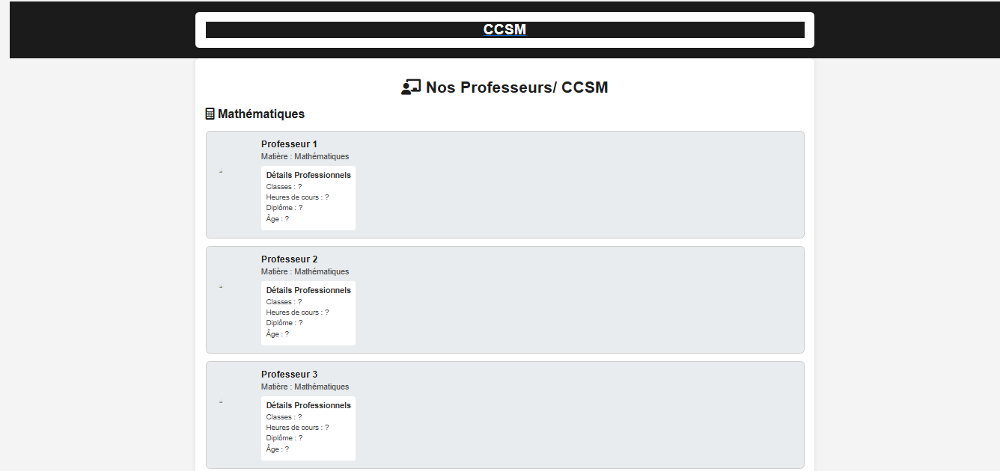 CCSM
Nos Professeurs/ CCSM
Mathématiques
Professeur 1
Matière : Mathématiques
Détails Professionnels
Classes : ?
Heures de cours : ?
Diplôme : ?
Âge : ?
Professeur 2
Matière : Mathématiques
Détails Professionnels
Classes : ?
Heures de cours : ?
Diplôme : ?
Âge : ?
Professeur 3
Matière : Mathématiques
Détails Professionnels
Classes : ?
Heures de cours : ?
Diplôme : ?
Âge : ?